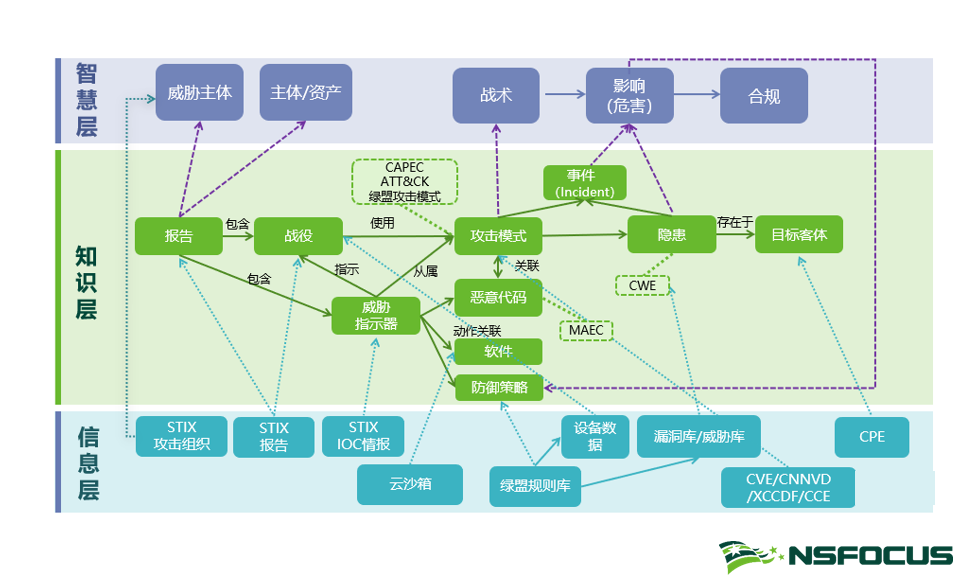 智慧层
威胁主体
主体/资产
战术
影响
(危害)
合规
知识层
CAPEC
ATT&CK
绿盟攻击模式
事件
(Incident)
报告
包含
战役
使用
攻击模式
隐患
存在于
目标客体
包含
指示
从属
关联
威胁
指示器
恶意代码
CWE
MAEC
动作关联
软件
防御策略
信息层
STIX
攻击组织
STIX
报告
STIX
IOC情报
设备数
据
漏洞库/威胁库
CPE
云沙箱
绿盟规则库
CVE/CNNVD
/XCCDF/CCE
NSFOCUS